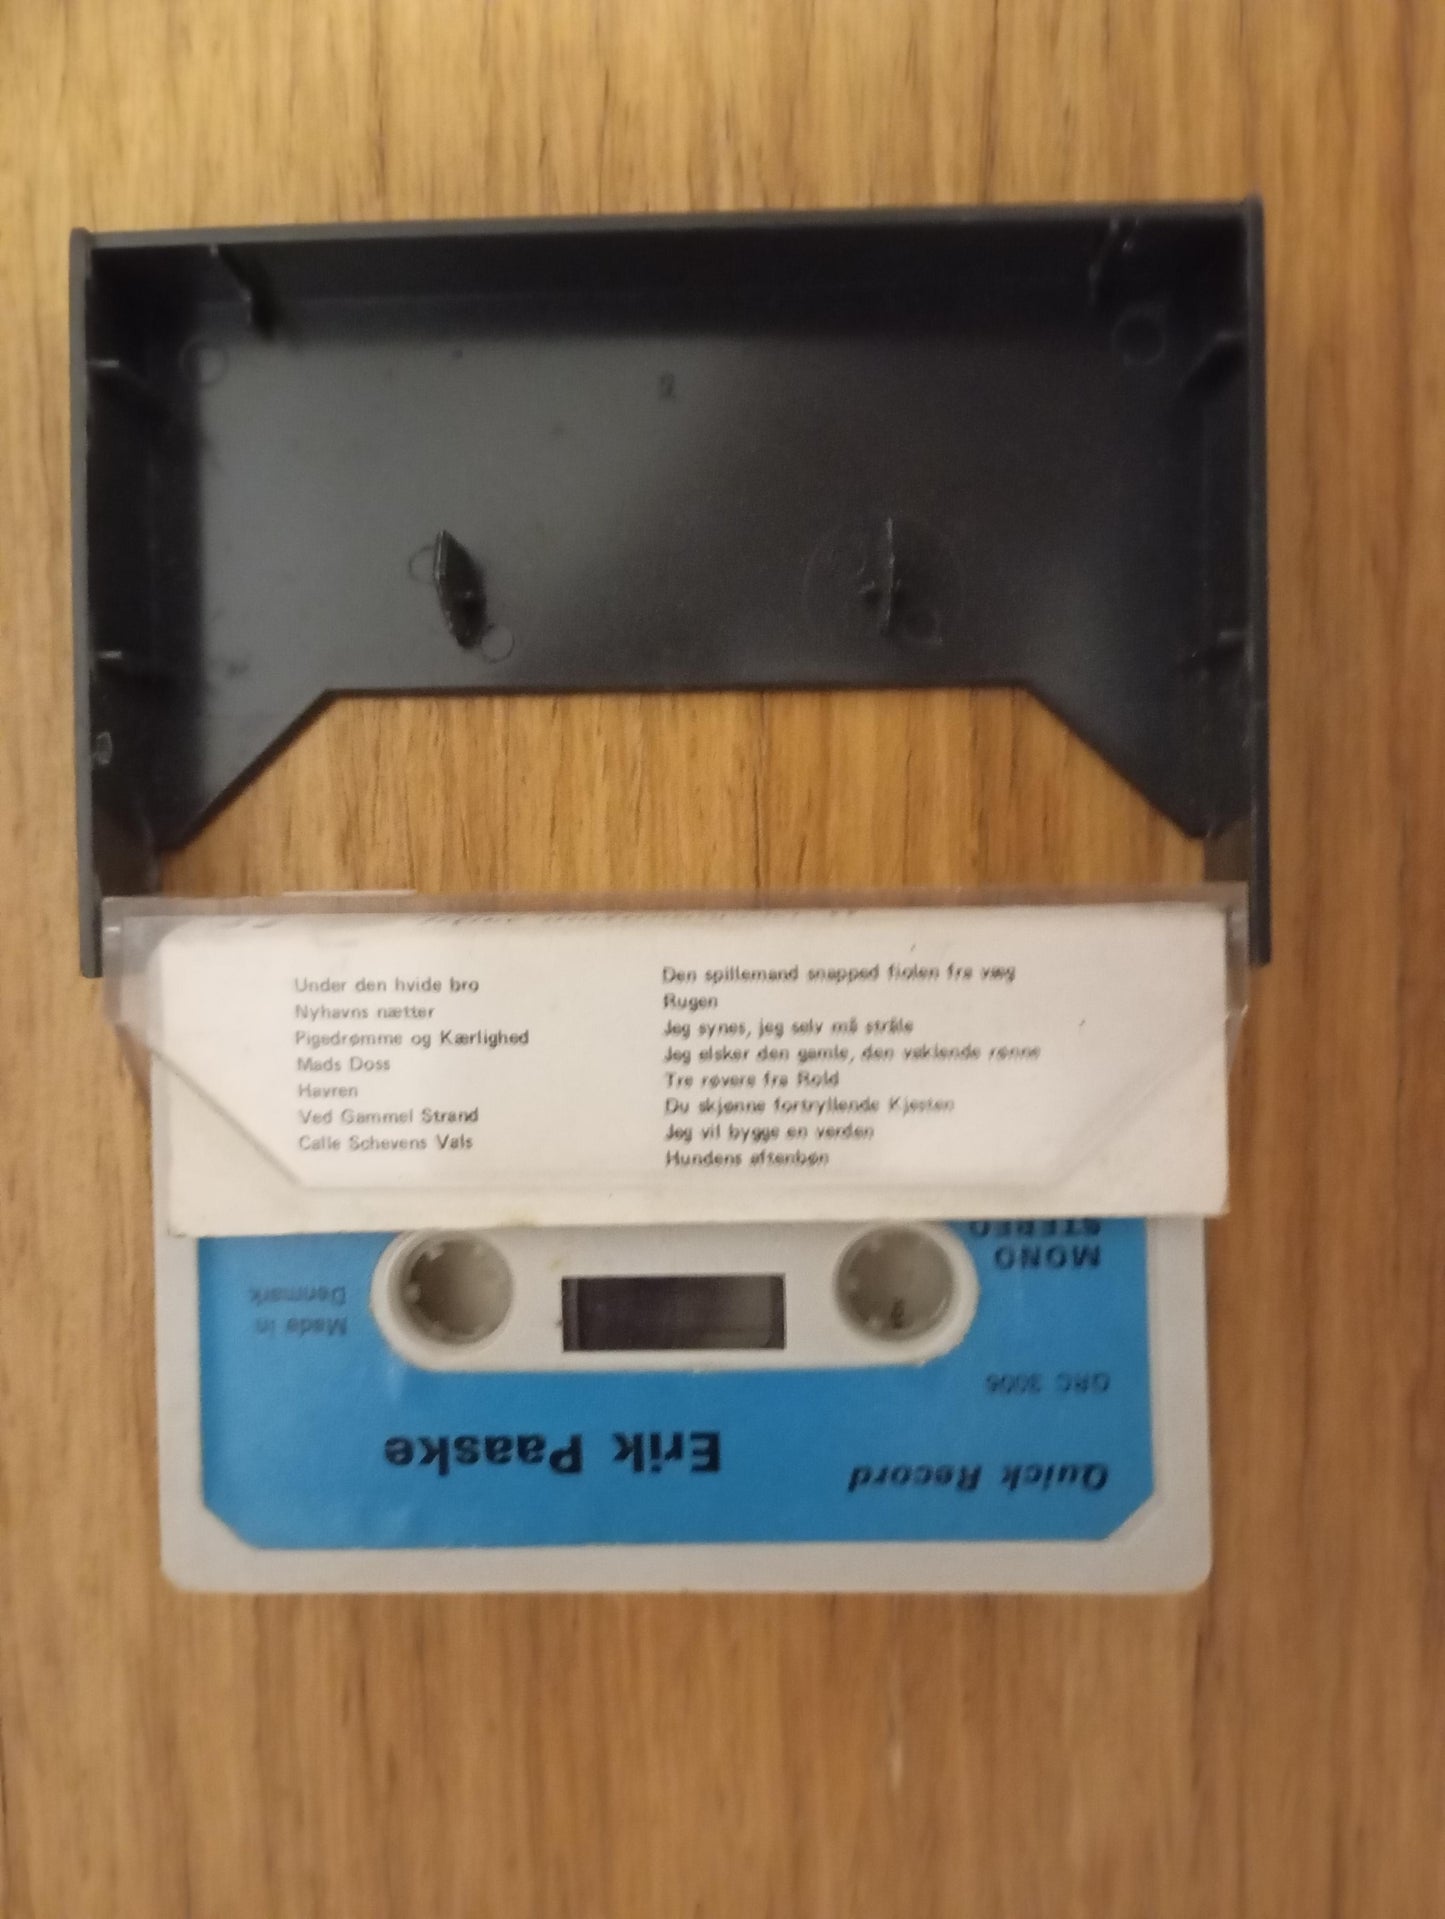 Under den hvide bro
Nyhavns nætter
Pigedrømme og Kærlighed
Mads Doss
Havren
Ved Gammel Strand
Calle Schevens Vals
Den spillemand snapped fiolen fra væg
Rugen
Jeg synes, jeg selv må stråle
Jeg elsker den gamle, den vaklende rønne
Tre røvere fra Rold
Du skjønne fortryllende Kjesten
Jeg vil bygge en verden
Hundens aftenbøn
Quick Record
Erik Paaske
QRC 3006
Made in
Denmark
MONO
STEREO